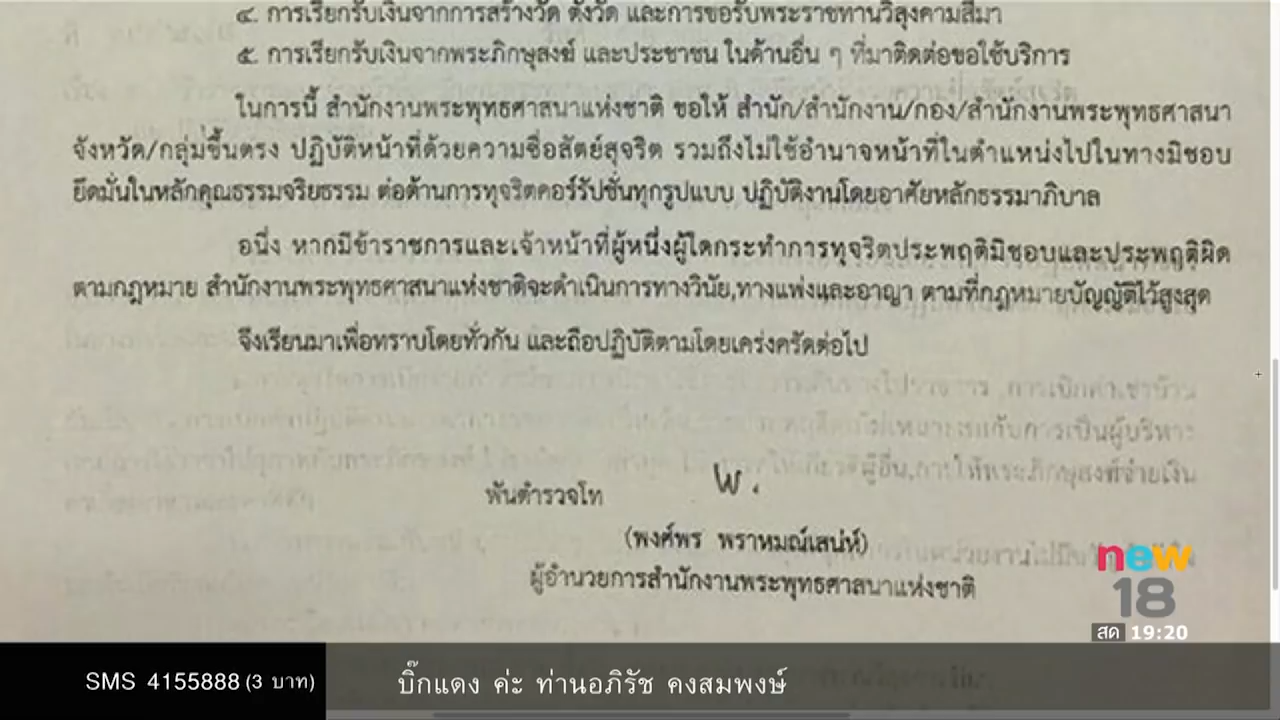 ๔. การเรียกรับเงินจากการสร้างวัด ตั้งวัด และการขอรับพระราชทานวิสุงคามสีมา
๕. การเรียกรับเงินจากพระภิกษุสงฆ์ และประชาชน ในด้านอื่น ๆ ที่มาติดต่อขอใช้บริการ
ในการนี้ สำนักงานพระพุทธศาสนาแห่งชาติ ขอให้ สำนัก/สำนักงาน/กอง/สำนักงานพระพุทธศาสนา
จังหวัด/กลุ่มขึ้นตรง ปฏิบัติหน้าที่ด้วยความซื่อสัตย์สุจริต รวมถึงไม่ใช้อำนาจหน้าที่ในตำแหน่งไปในทางมิชอบ
ยึดมั่นในหลักคุณธรรมจริยธรรม ต่อต้านการทุจริตคอร์รัปชั่นทุกรูปแบบ ปฏิบัติงานโดยอาศัยหลักธรรมาภิบาล
อนึ่ง หากมีข้าราชการและเจ้าหน้าที่ผู้หนึ่งผู้ใดกระทำการทุจริตประพฤติมิชอบและประพฤติผิด
ตามกฎหมาย สำนักงานพระพุทธศาสนาแห่งชาติจะดำเนินการทางวินัย,ทางแพ่งและอาญา ตามที่กฎหมายบัญญัติไว้สูงสุด
จึงเรียนมาเพื่อทราบโดยทั่วกัน และถือปฏิบัติตามโดยเคร่งครัดต่อไป
พันตำรวจโท
(พงศ์พร พราหมณ์เสน่ห์)
ผู้อำนวยการสำนักงานพระพุทธศาสนาแห่งชาติ
new
18
สด 19:20
SMS 4155888 (3 บาท)
บิ๊กแดง ค่ะ ท่านอภิรัช คงสมพงษ์